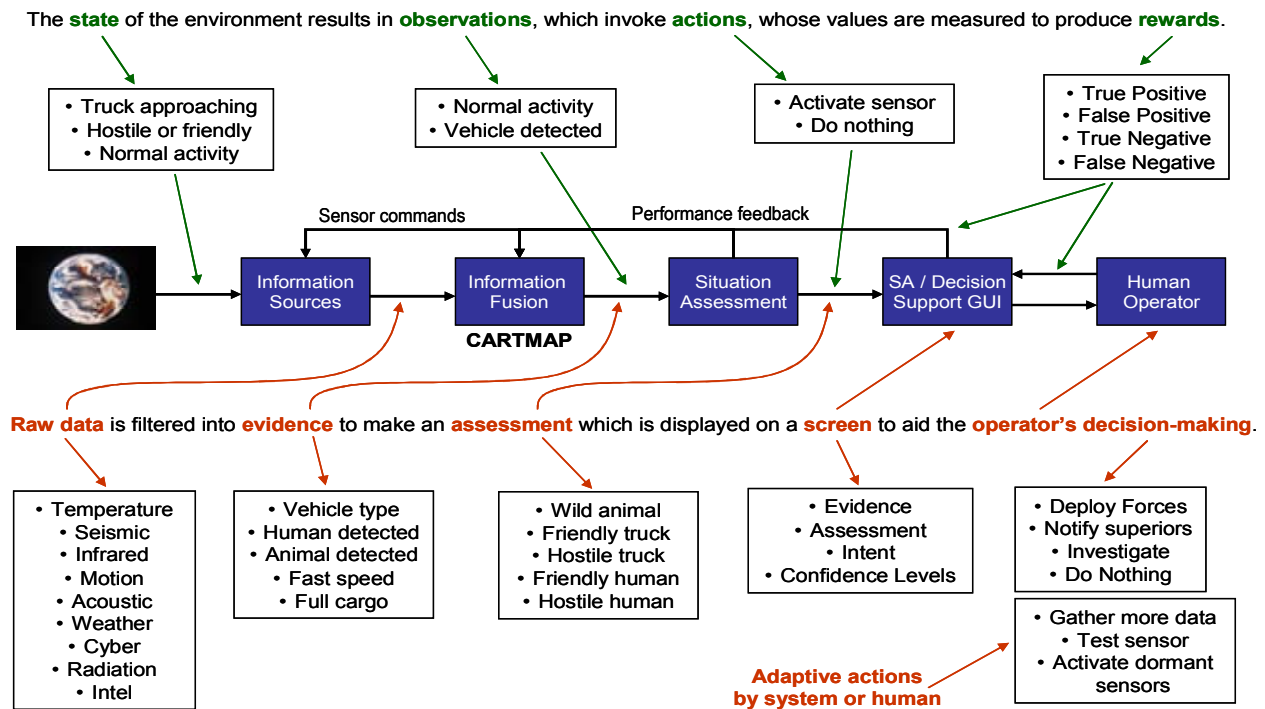 The state of the environment results in observations, which invoke actions, whose values are measured to produce rewards.
• Truck approaching
• Hostile or friendly
• Normal activity
• Normal activity
• Vehicle detected
• Activate sensor
• Do nothing
• True Positive
• False Positive
• True Negative
• False Negative
Sensor commands
Performance feedback
Information
Sources
Information
Fusion
CARTMAP
Situation
Assessment
SA / Decision
Support GUI
Human
Operator
Raw data is filtered into evidence to make an assessment which is displayed on a screen to aid the operator's decision-making.
• Temperature
• Seismic
• Infrared
• Motion
• Acoustic
• Weather
• Cyber
• Radiation
• Intel
• Vehicle type
• Human detected
• Animal detected
• Fast speed
• Full cargo
• Wild animal
• Friendly truck
• Hostile truck
• Friendly human
• Hostile human
• Evidence
• Assessment
• Intent
• Confidence Levels
• Deploy Forces
• Notify superiors
• Investigate
• Do Nothing
• Gather more data
• Test sensor
• Activate dormant
sensors
Adaptive actions
by system or human